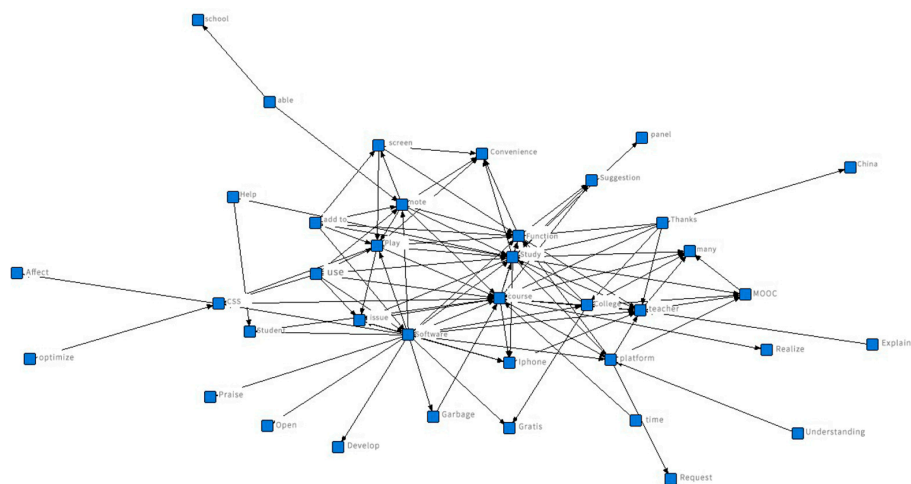 school
able
panel
screen
Convenience
China
Suggestion
Help
note
add to
Thanks
Function
Play
many
Study
use
Affect
MOOC
course
CSS
College
teacher
issue
Student
Software
Explain
Realize
optimize
Iphone
platform
Praise
Garbage
time
Open
Gratis
Understanding
Develop
Request